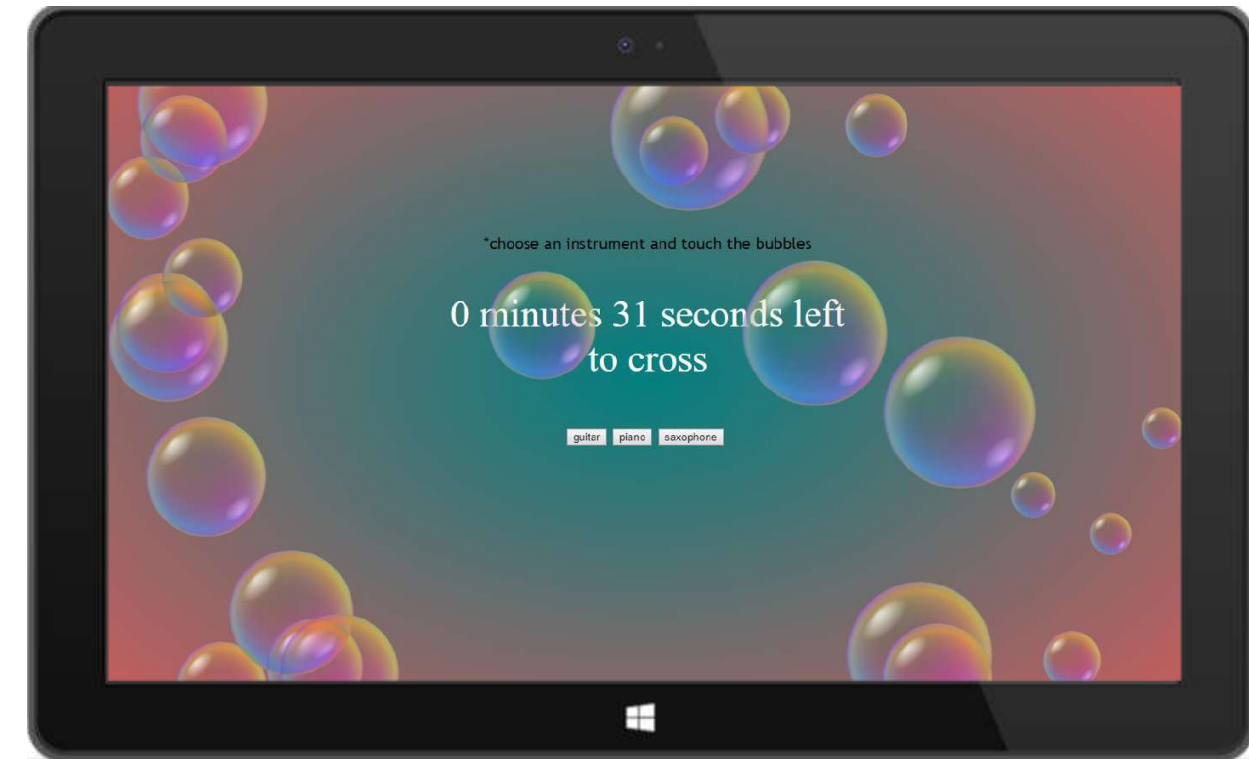 *choose an instrument and touch the bubbles
0 minutes 31 seconds left
to cross
guitar piano saxophone